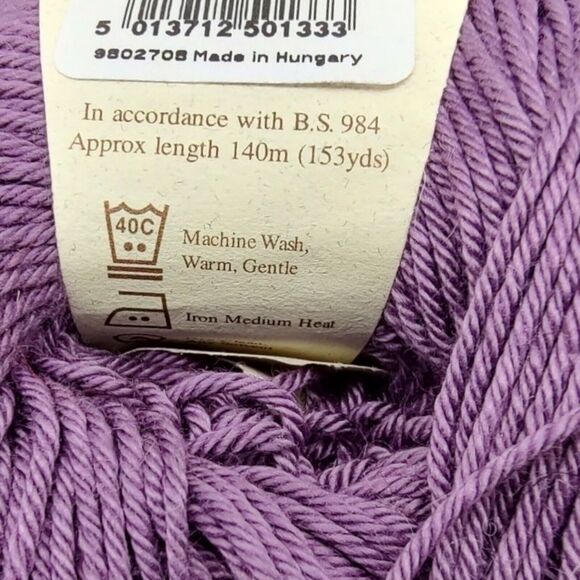 5 013712 501333
9802708 Made in Hungary
In accordance with B.S. 984
Approx length 140m (153yds)
40C
Machine Wash,
Warm, Gentle
Iron Medium Heat